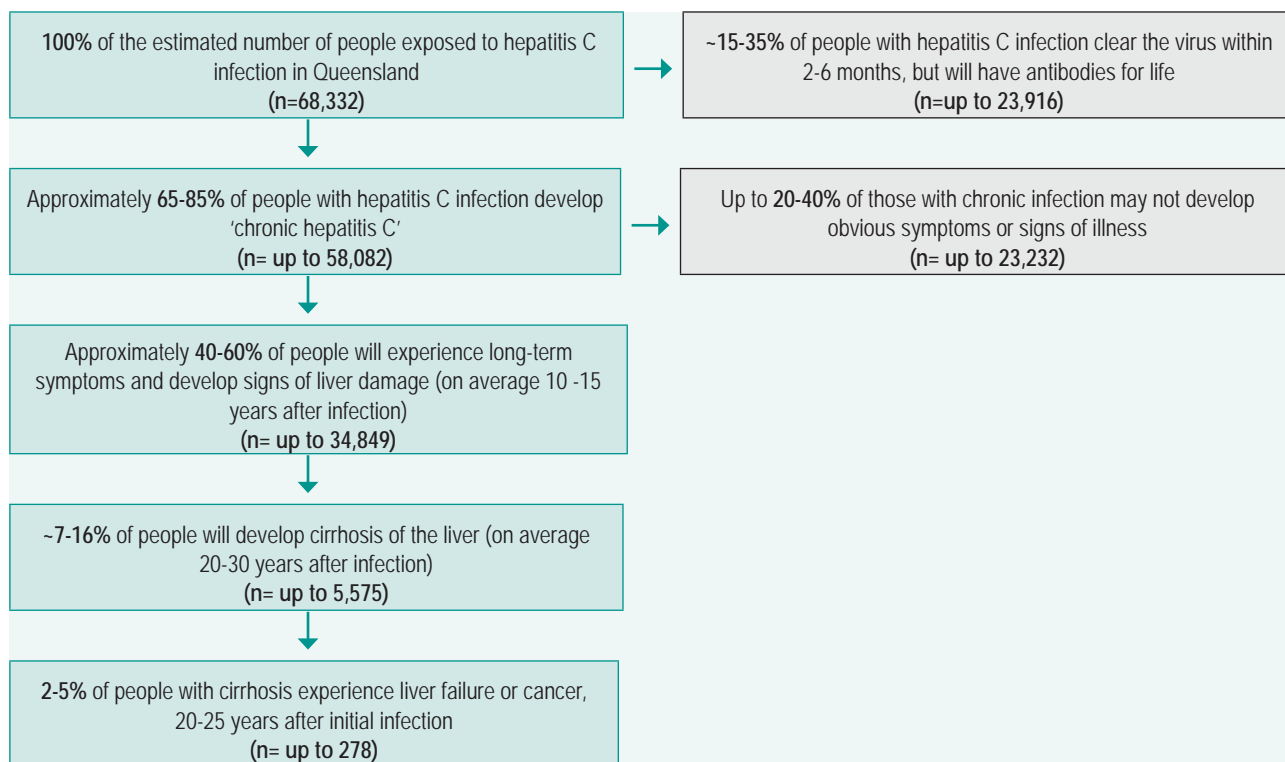 100% of the estimated number of people exposed to hepatitis C
infection in Queensland
(n=68,332)
~15-35% of people with hepatitis C infection clear the virus within
2-6 months, but will have antibodies for life
(n=up to 23,916)
Approximately 65-85% of people with hepatitis C infection develop
‘chronic hepatitis C’
(n= up to 58,082)
Up to 20-40% of those with chronic infection may not develop
obvious symptoms or signs of illness
(n= up to 23,232)
Approximately 40-60% of people will experience long-term
symptoms and develop signs of liver damage (on average 10 -15
years after infection)
(n= up to 34,849)
~7-16% of people will develop cirrhosis of the liver (on average
20-30 years after infection)
(n= up to 5,575)
2-5% of people with cirrhosis experience liver failure or cancer,
20-25 years after initial infection
(n= up to 278)